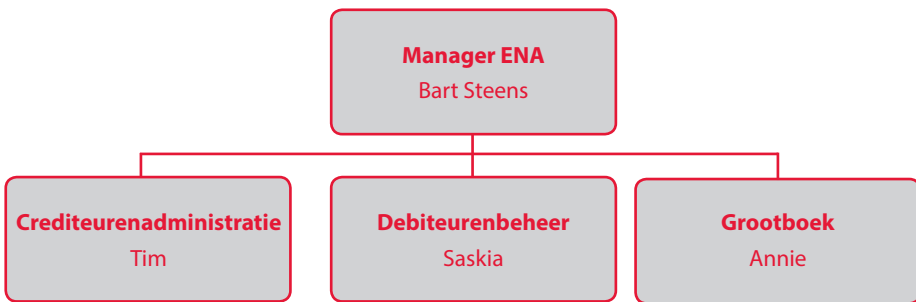 Manager ENA
Bart Steens
Crediteurenadministratie
Tim
Debiteurenbeheer
Saskia
Grootboek
Annie